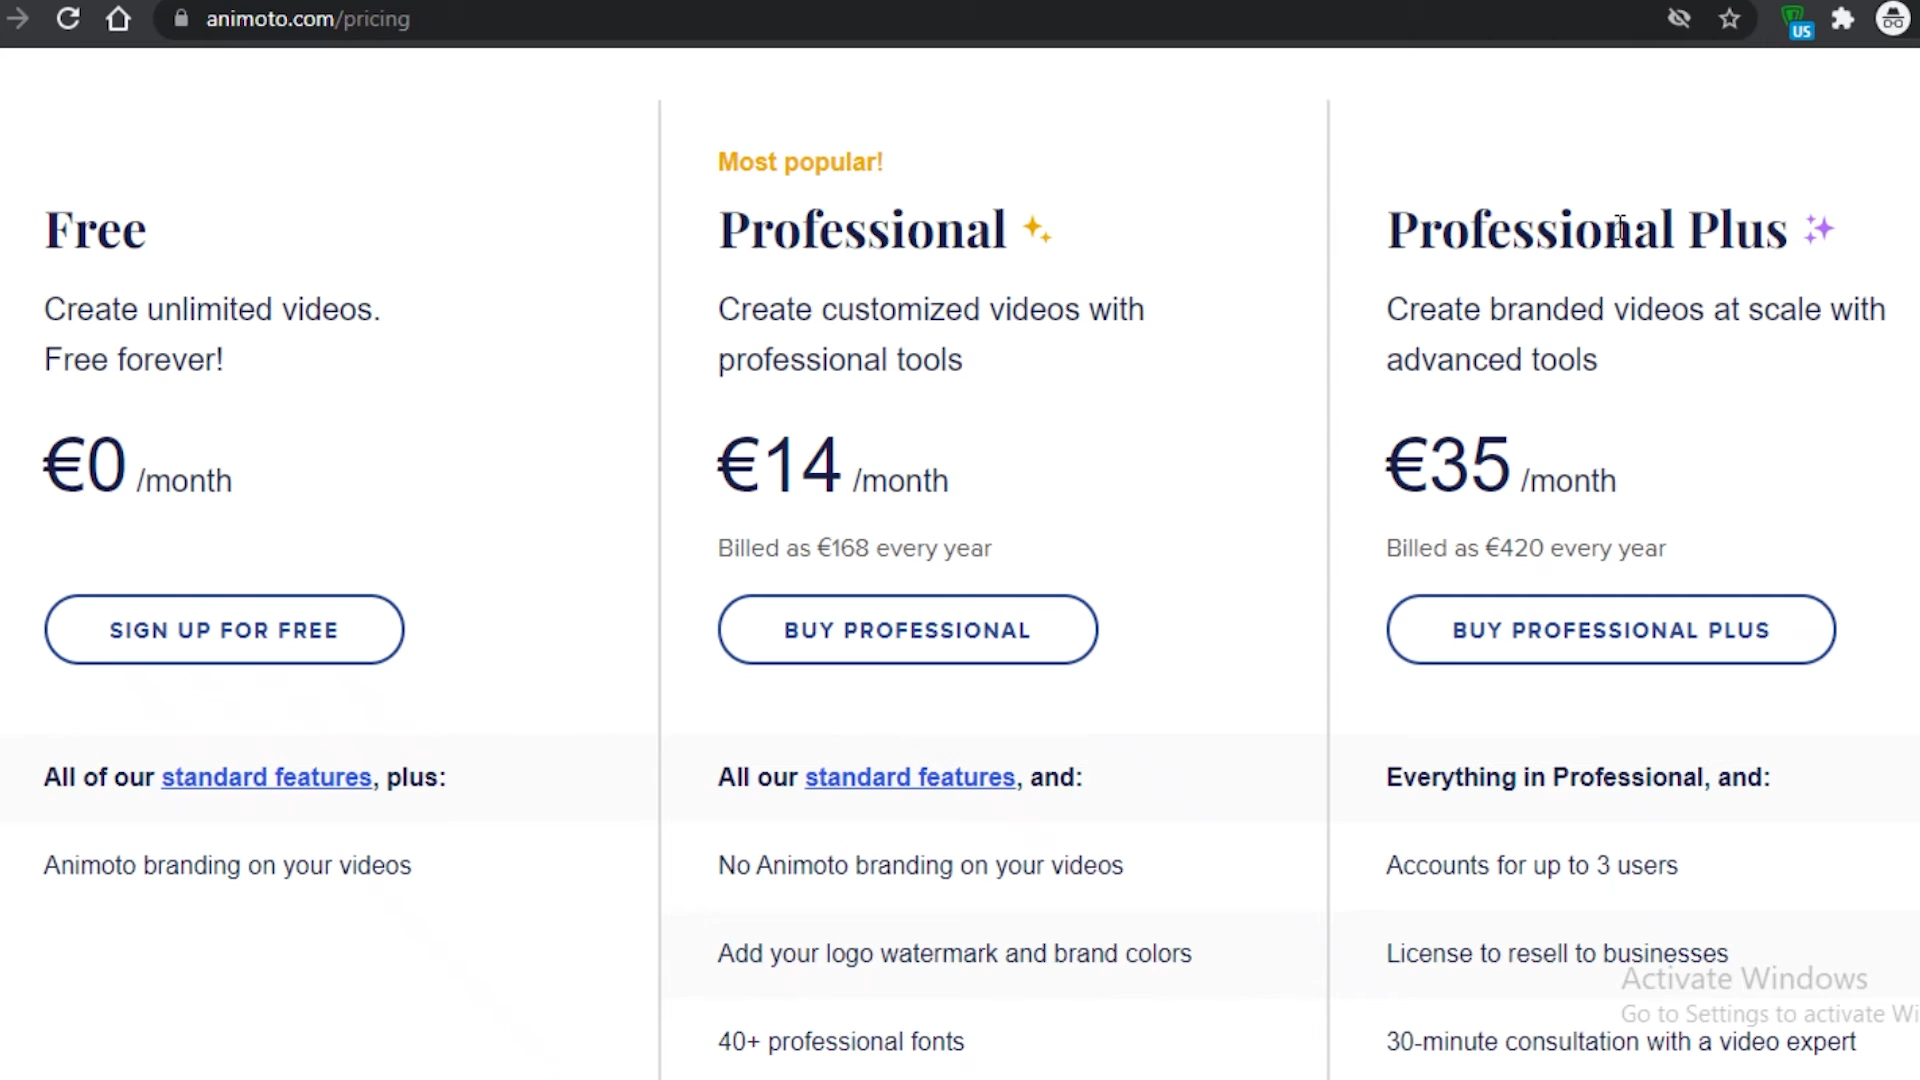 animoto.com/pricing
US
Free
Create unlimited videos.
Free forever!
€0 /month
SIGN UP FOR FREE
All of our standard features, plus:
Animoto branding on your videos
Most popular!
Professional
Create customized videos with
professional tools
€14 /month
Billed as €168 every year
BUY PROFESSIONAL
All our standard features, and:
No Animoto branding on your videos
Add your logo watermark and brand colors
40+ professional fonts
Professional Plus
Create branded videos at scale with
advanced tools
€35 /month
Billed as €420 every year
BUY PROFESSIONAL PLUS
Everything in Professional, and:
Accounts for up to 3 users
License to resell to businesses
Activate Windows
Go to Settings to activate Wi
30-minute consultation with a video expert